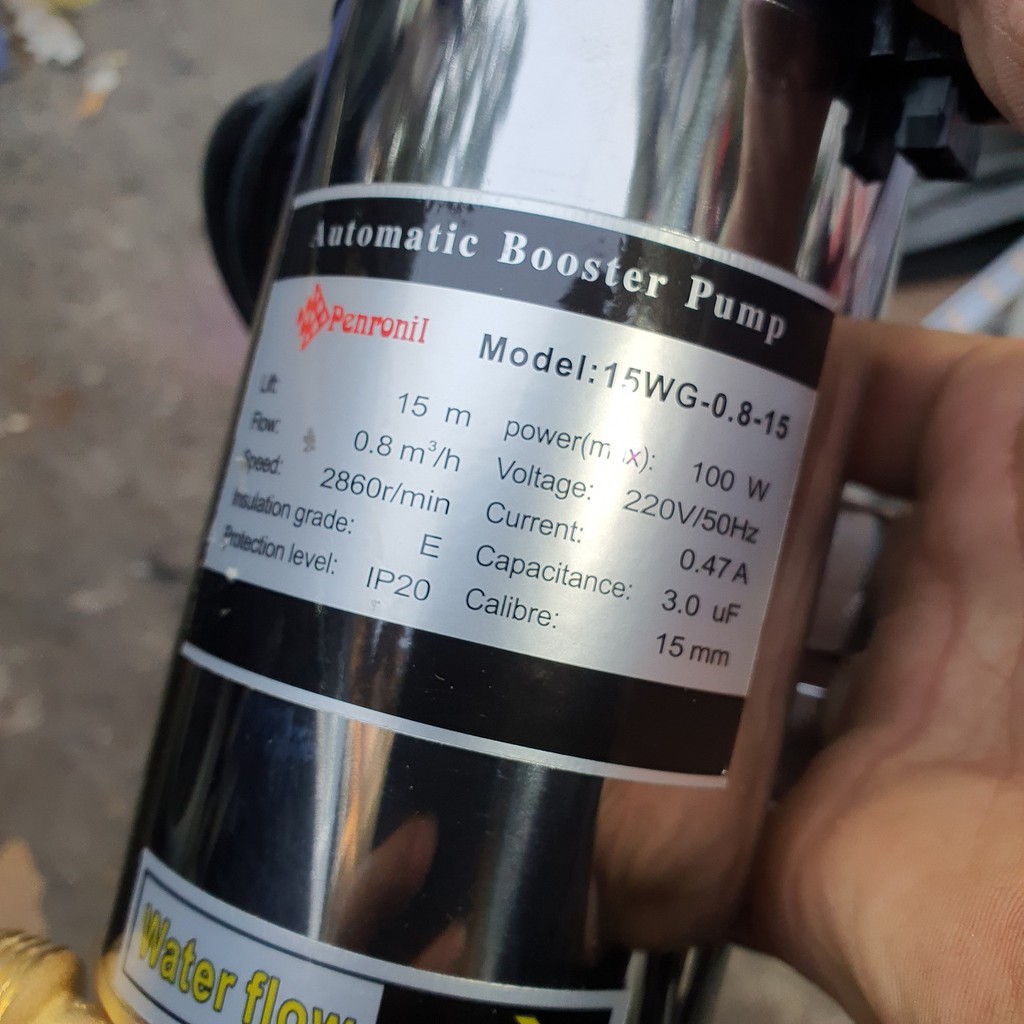 Automatic Booster Pump
Penronil
Model:15WG-0.8-15
Lift: 15 m power(max): 100 W
Flow: 0.8 m³/h Voltage: 220V/50Hz
Speed: 2860r/min Current: 0.47A
Insulation grade: E Capacitance: 3.0 uF
Protection level: IP20 Calibre: 15 mm
Water flow